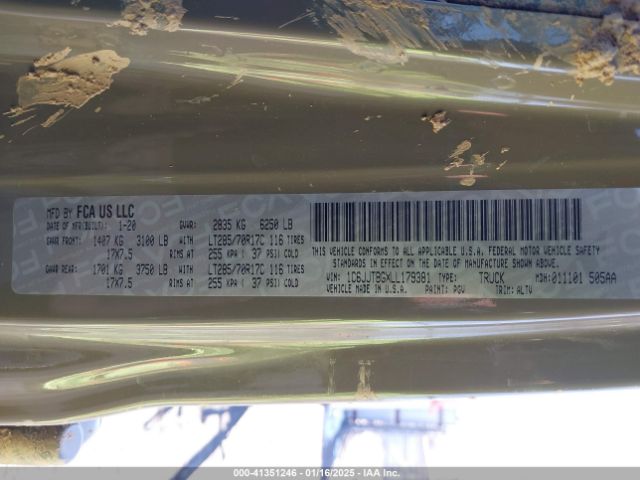 MFD BY FCA US LLC
DATE OF MFR(BUILT): 1-20 GVWR: 2835 KG 6250 LB
GAWR FRONT: 1407 KG 3100 LB WITH LT285/70R17C 116 TIRES
17X7.5 RIMS AT 255 KPA ( 37 PSI COLD)
GAWR REAR: 1701 KG 3750 LB WITH LT285/70R17C 116 TIRES
17X7.5 RIMS AT 255 KPA ( 37 PSI COLD)
THIS VEHICLE CONFORMS TO ALL APPLICABLE U.S.A. FEDERAL MOTOR VEHICLE SAFETY
STANDARDS IN EFFECT ON THE DATE OF MANUFACTURE SHOWN ABOVE.
VIN: 1C6JJTBGXLL179381 TYPE: TRUCK MDH: 011101 505AA
VEHICLE MADE IN U.S.A. PAINT: PGV TRIM: ALTV
000-41351246 - 01/16/2025 - IAA Inc.